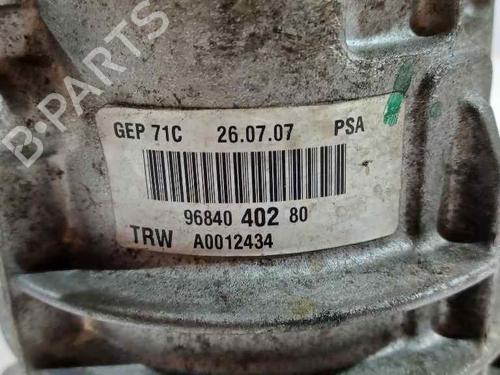 GEP 71C 26.07.07 PSA
96840 402 80
TRW A0012434
B-PARTS